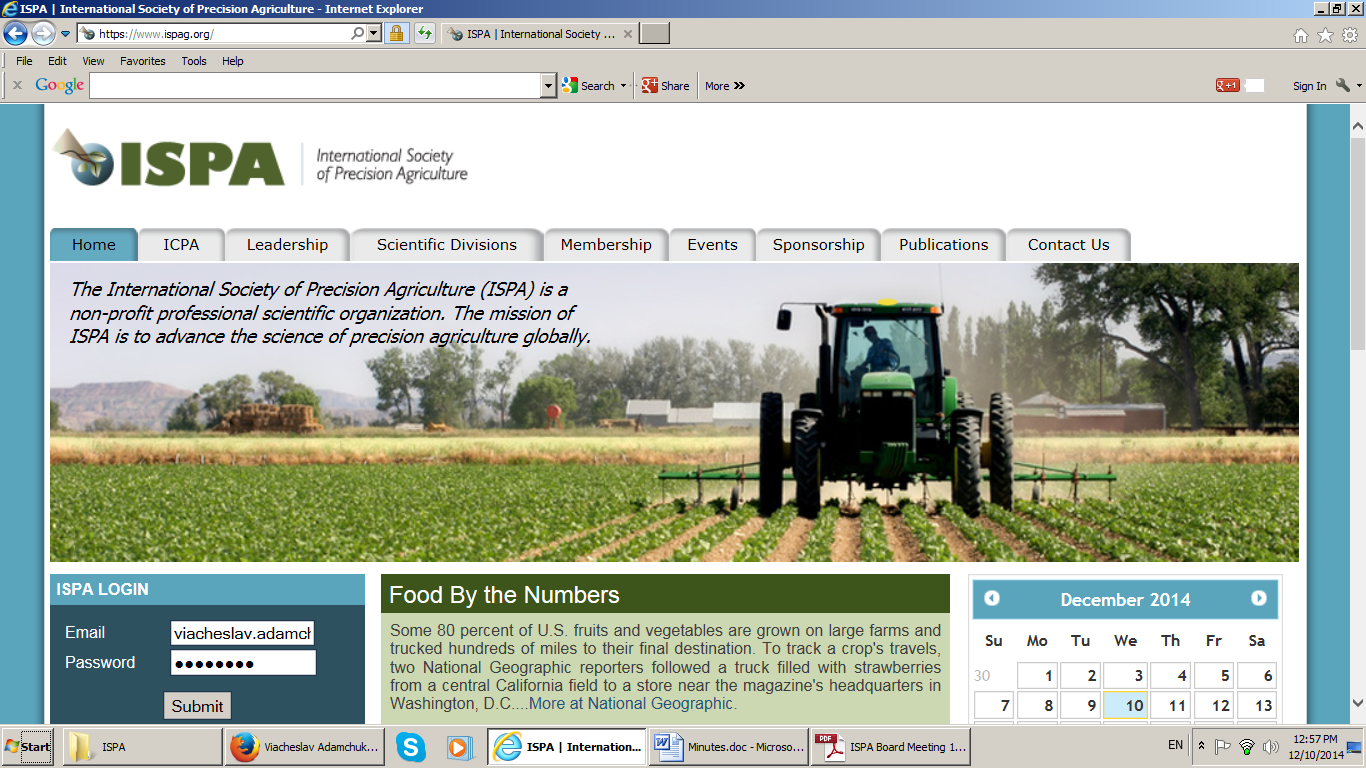 ISPA | International Society of Precision Agriculture - Internet Explorer
https://www.ispag.org/
ISPA | International Society ...
File Edit View Favorites Tools Help
Google Search Share More »
g+1 Sign In
ISPA International Society
of Precision Agriculture
Home ICPA Leadership Scientific Divisions Membership Events Sponsorship Publications Contact Us
The International Society of Precision Agriculture (ISPA) is a
non-profit professional scientific organization. The mission of
ISPA is to advance the science of precision agriculture globally.
ISPA LOGIN
Email viacheslav.adamch
Password ●●●●●●●●
Submit
Food By the Numbers
Some 80 percent of U.S. fruits and vegetables are grown on large farms and
trucked hundreds of miles to their final destination. To track a crop's travels,
two National Geographic reporters followed a truck filled with strawberries
from a central California field to a store near the magazine's headquarters in
Washington, D.C....More at National Geographic.
December 2014
Su Mo Tu We Th Fr Sa
30 1 2 3 4 5 6
7 8 9 10 11 12 13
Start ISPA Viacheslav Adamchuk... ISPA | Internation... Minutes.doc - Microso... PDF ISPA Board Meeting 1... EN 12:57 PM
12/10/2014